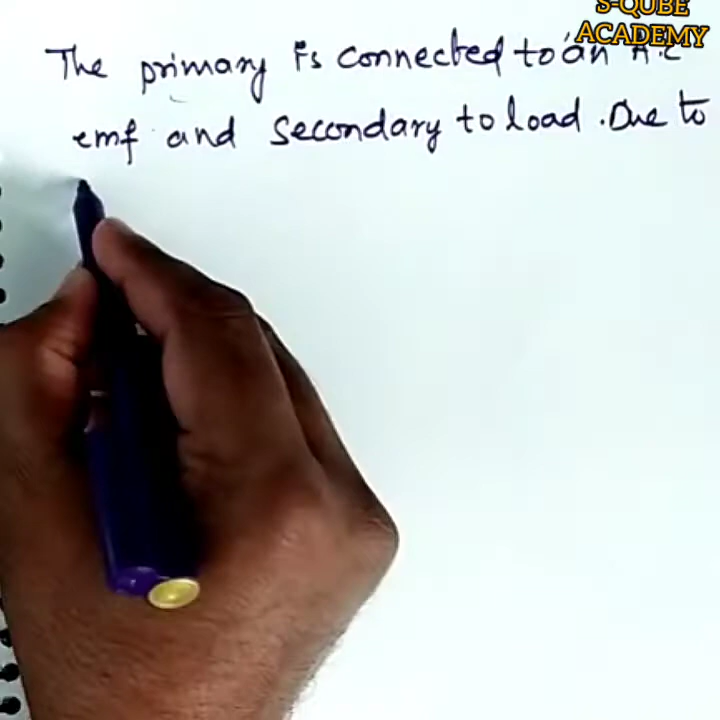 S-QUBE
ACADEMY
The primary is connected to an A.C
emf and secondary to load. Due to